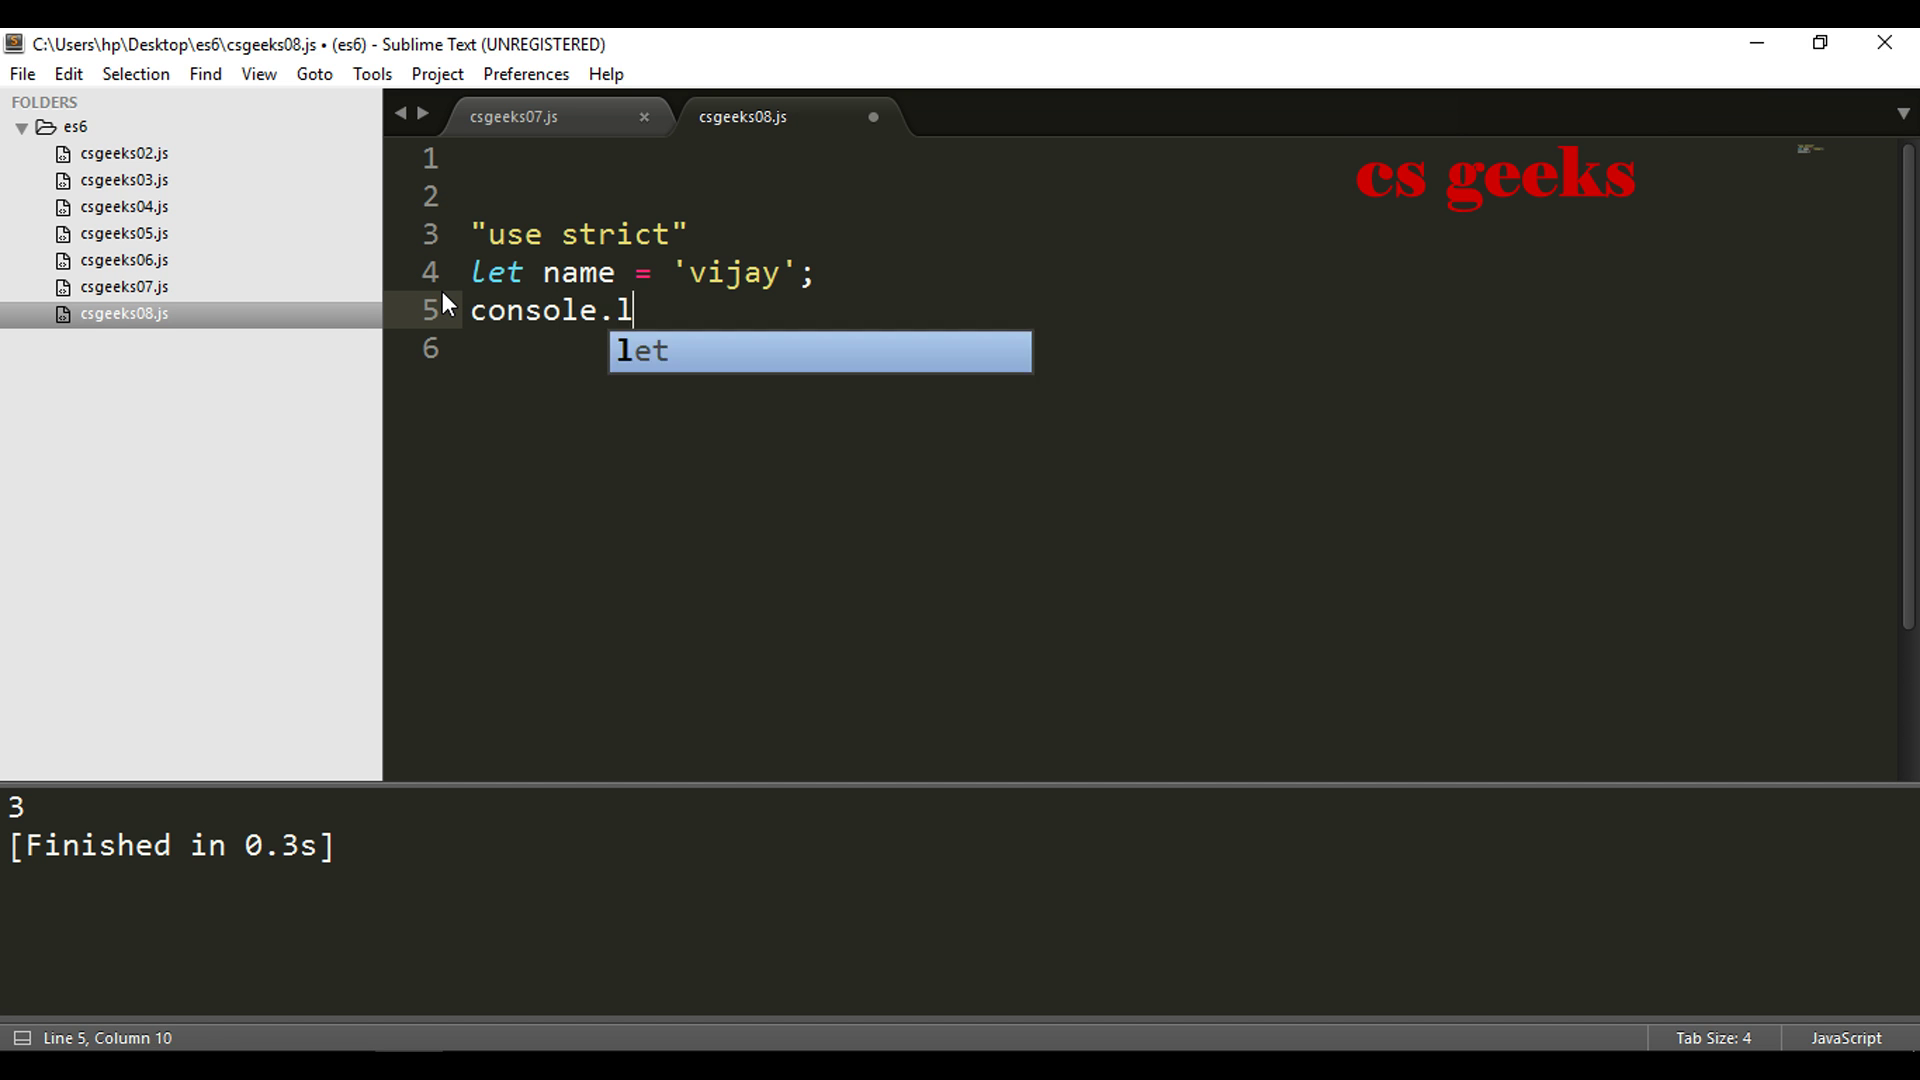 C:\Users\hp\Desktop\es6\csgeeks08.js • (es6) - Sublime Text (UNREGISTERED)
File Edit Selection Find View Goto Tools Project Preferences Help
FOLDERS
es6
csgeeks02.js
csgeeks03.js
csgeeks04.js
csgeeks05.js
csgeeks06.js
csgeeks07.js
csgeeks08.js
csgeeks07.js × csgeeks08.js
cs geeks
1
2
3 "use strict"
4 let name = 'vijay';
5 console.l
let
6
3
[Finished in 0.3s]
Line 5, Column 10 Tab Size: 4 JavaScript